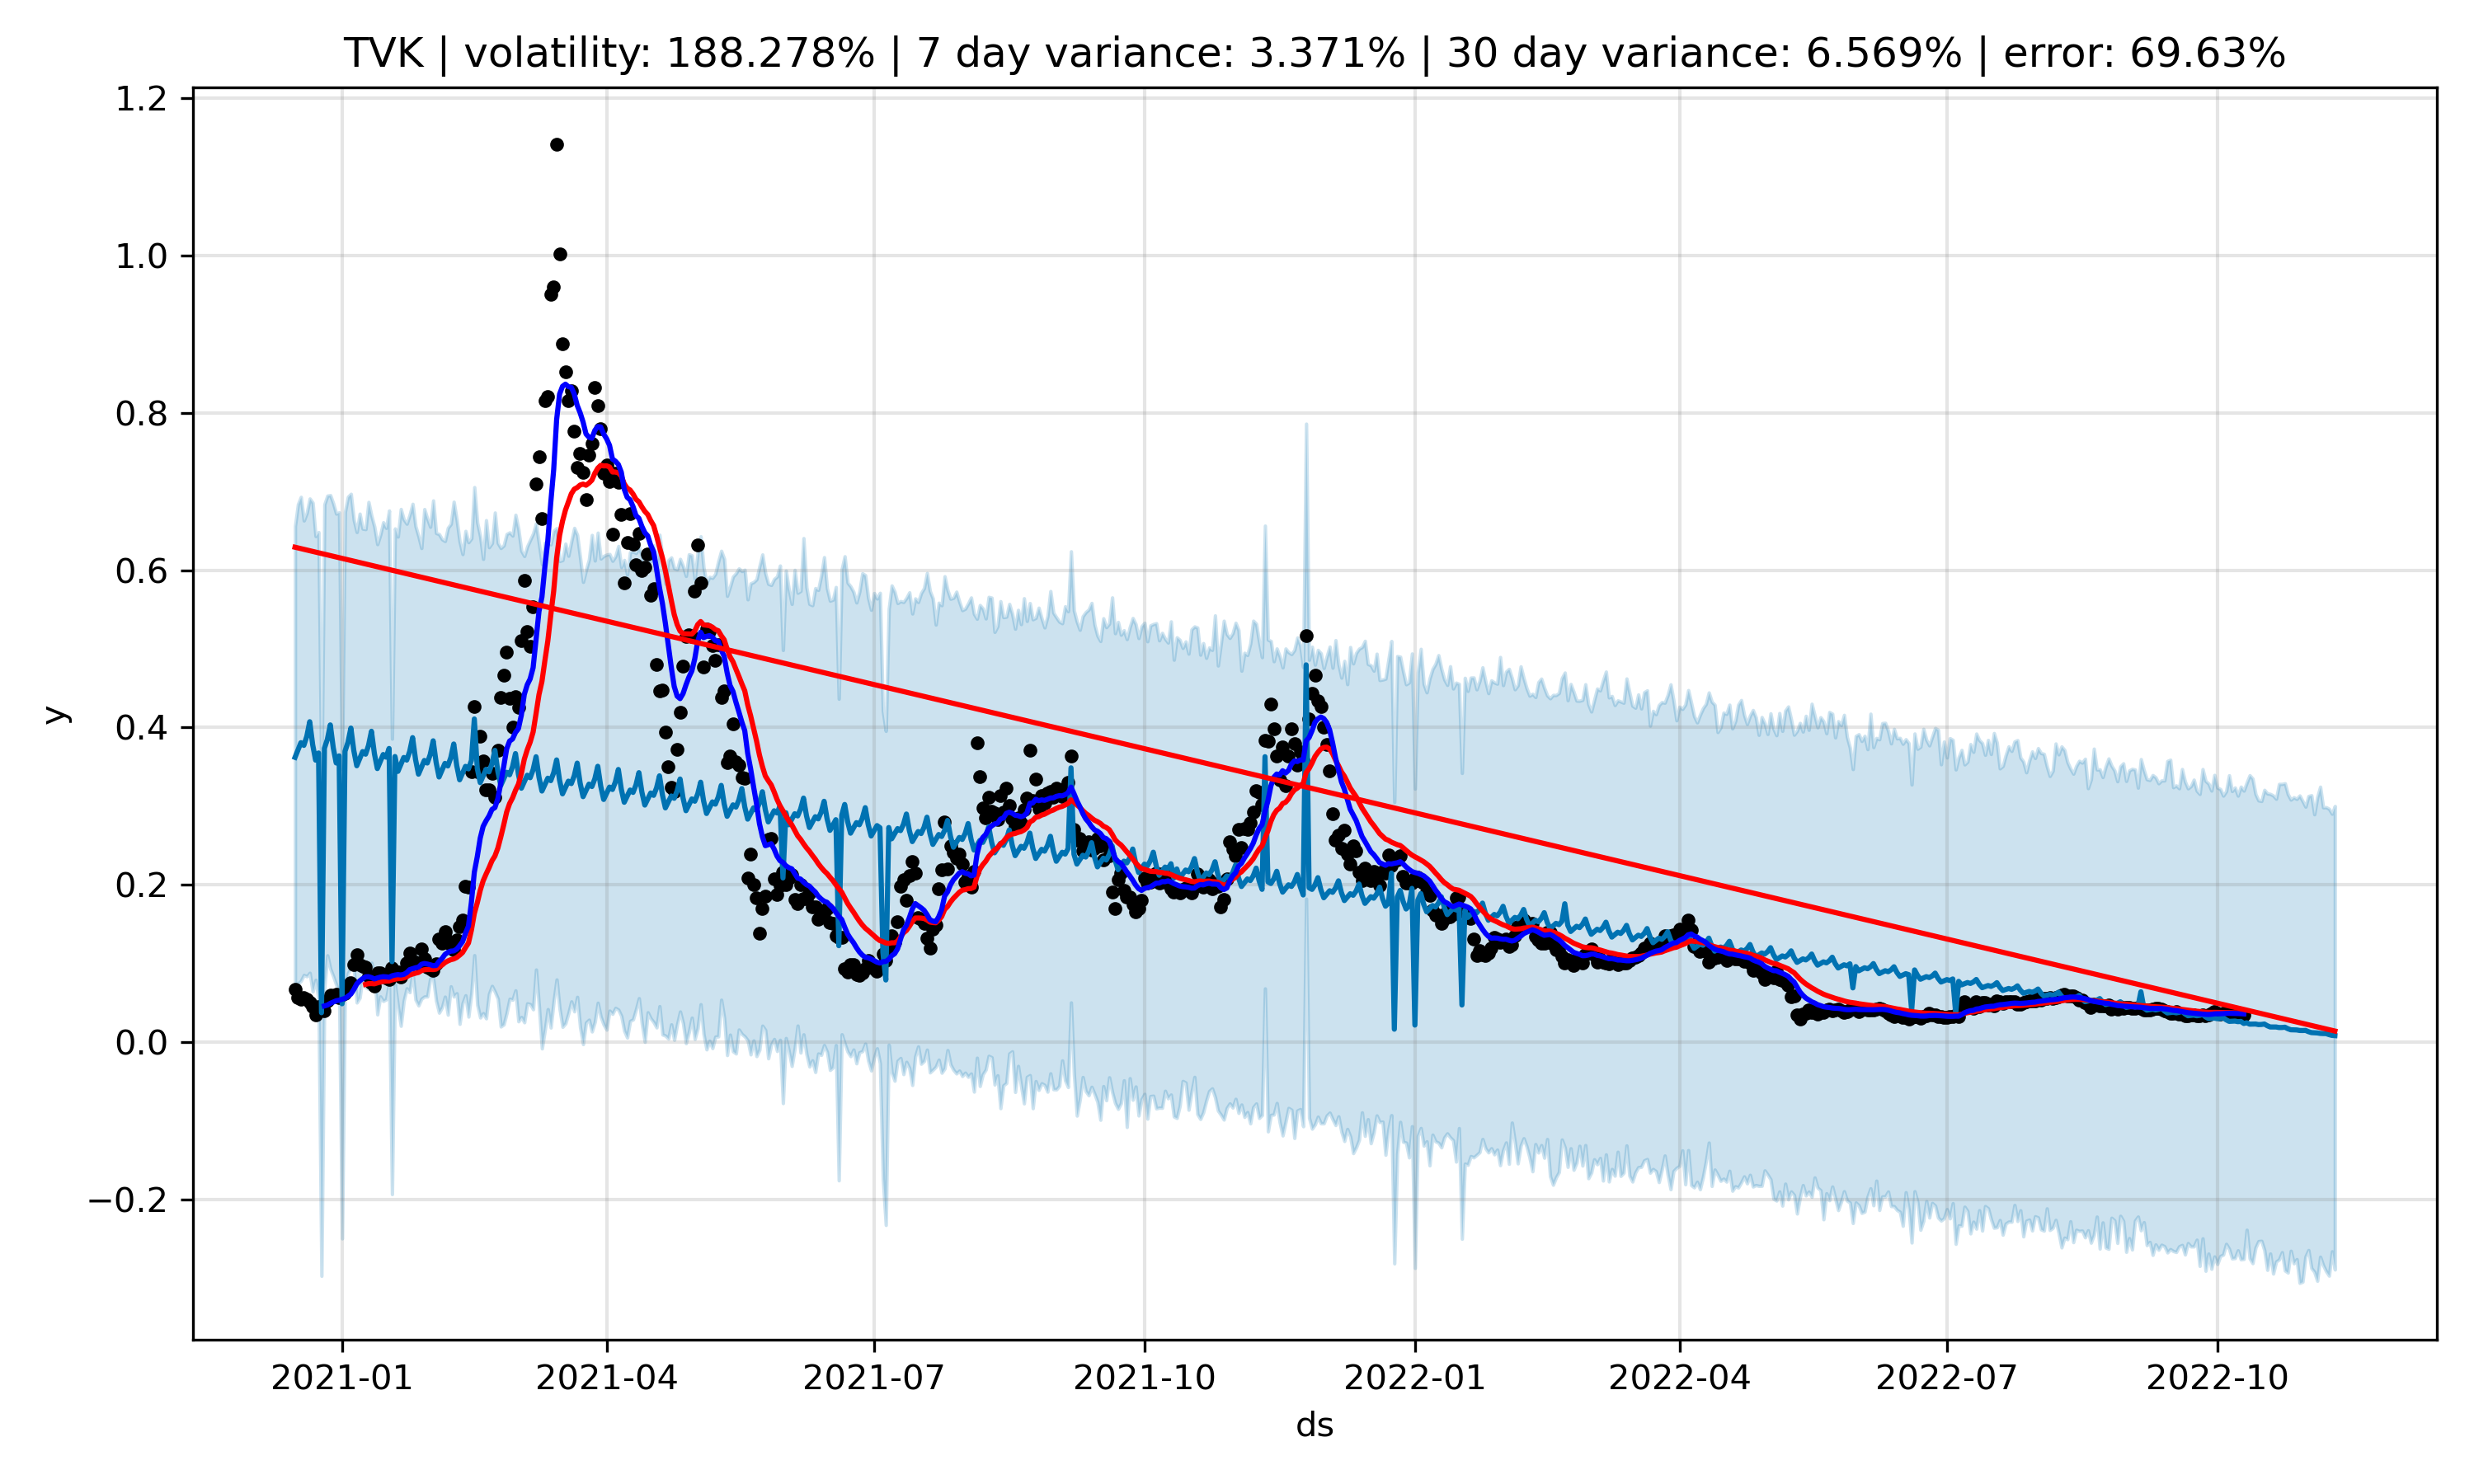 TVK | volatility: 188.278% | 7 day variance: 3.371% | 30 day variance: 6.569% | error: 69.63%
1.2
1.0
0.8
0.6
0.4
0.2
0.0
−0.2
y
2021-01 2021-04 2021-07 2021-10 2022-01 2022-04 2022-07 2022-10
ds